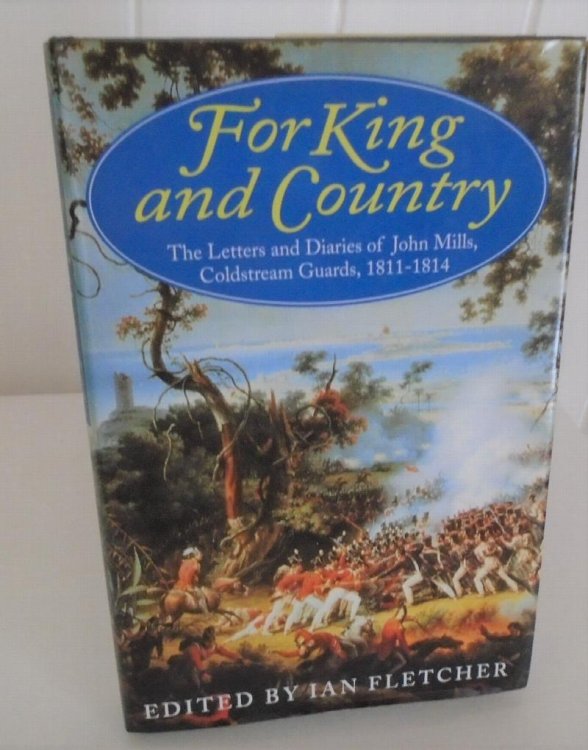 For King
and Country
The Letters and Diaries of John Mills,
Coldstream Guards, 1811-1814
EDITED BY IAN FLETCHER